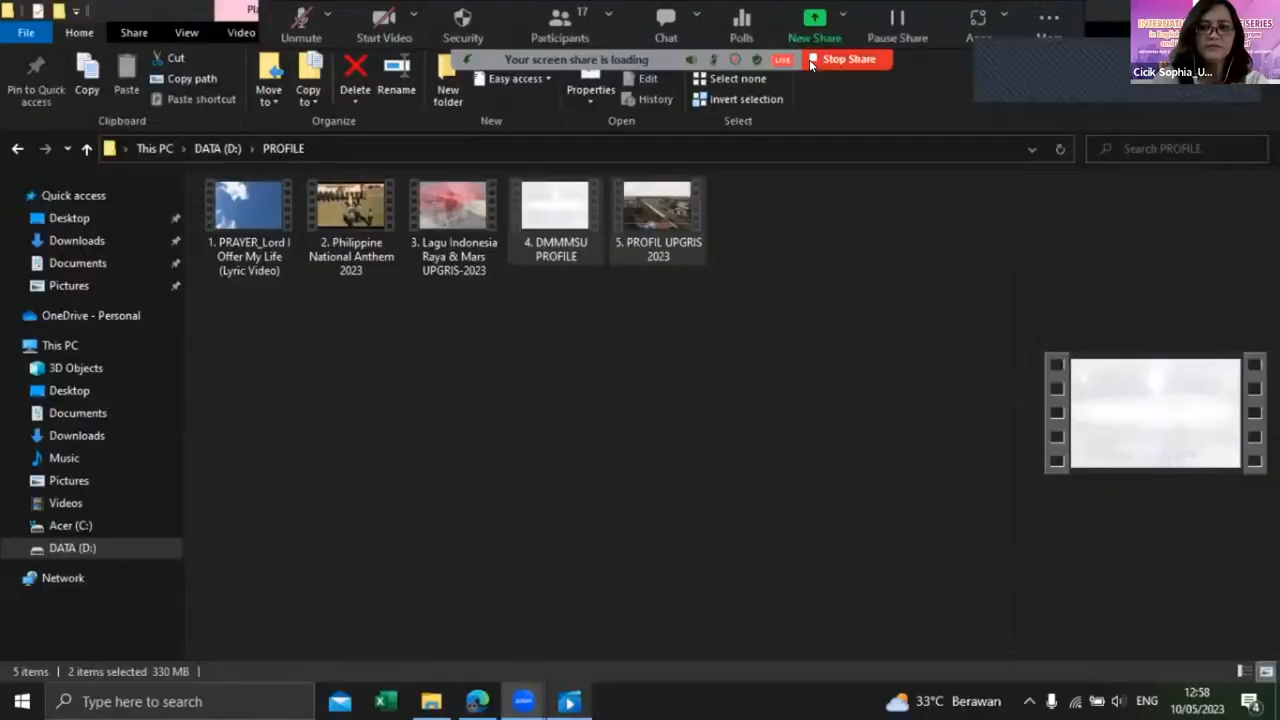 Unmute
Start Video
Security
17
Participants
Chat
Polls
New Share
Pause Share
File
Home
Share
View
Video
Your screen share is loading
LIVE
Stop Share
Pin to Quick
access
Copy
Paste
Cut
Copy path
Paste shortcut
Move
to
Copy
to
Delete
Rename
New
folder
Easy access
Properties
Edit
History
Select none
Invert selection
Clipboard
Organize
New
Open
Select
This PC
DATA (D:)
PROFILE
Search PROFILE
Quick access
Desktop
Downloads
Documents
Pictures
OneDrive - Personal
This PC
3D Objects
Desktop
Documents
Downloads
Music
Pictures
Videos
Acer (C:)
DATA (D:)
Network
1. PRAYER_Lord I
Offer My Life
(Lyric Video)
2. Philippine
National Anthem
2023
3. Lagu Indonesia
Raya & Mars
UPGRIS-2023
4. DMMMSU
PROFILE
5. PROFIL UPGRIS
2023
Cicik Sophia_U...
5 items
2 items selected 330 MB
Type here to search
zoom
33°C Berawan
ENG
12:58
10/05/2023
4